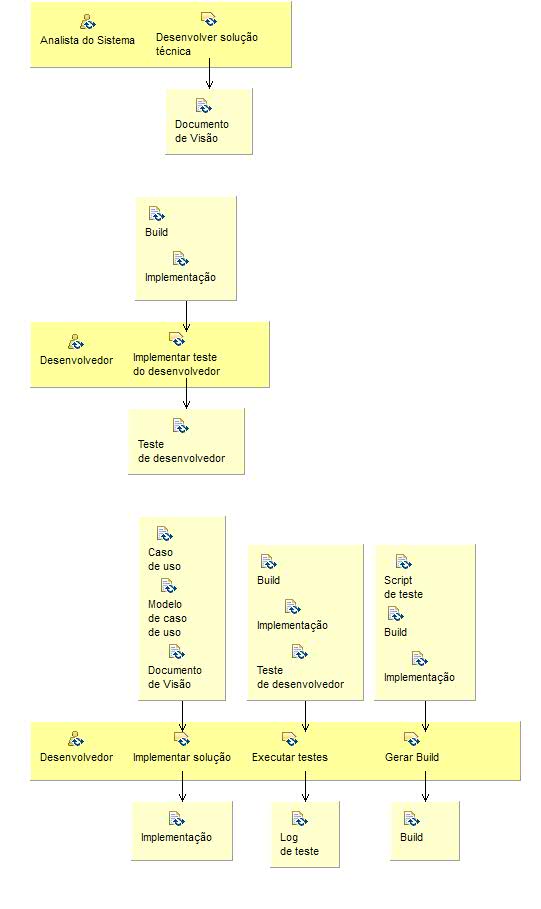 Analista do Sistema
Desenvolver solução
técnica
Documento
de Visão
Build
Implementação
Desenvolvedor
Implementar teste
do desenvolvedor
Teste
de desenvolvedor
Caso
de uso
Modelo
de caso
de uso
Documento
de Visão
Build
Implementação
Teste
de desenvolvedor
Script
de teste
Build
Implementação
Desenvolvedor
Implementar solução
Executar testes
Gerar Build
Implementação
Log
de teste
Build